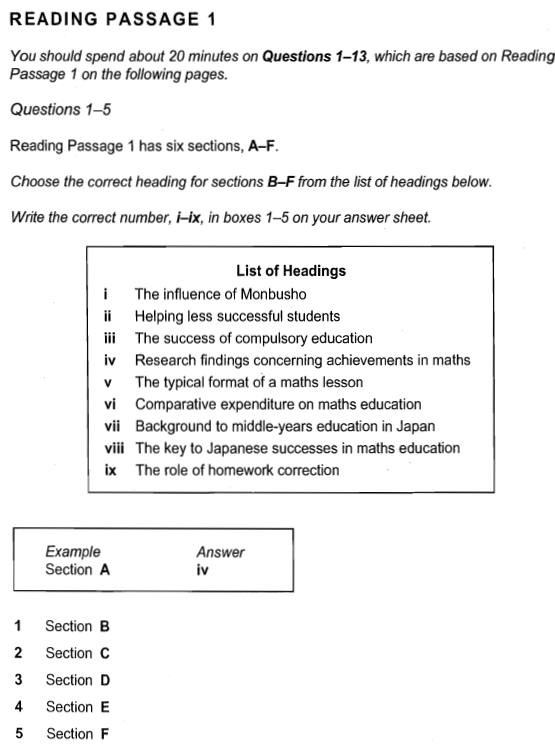 READING PASSAGE 1
You should spend about 20 minutes on Questions 1–13, which are based on Reading
Passage 1 on the following pages.
Questions 1–5
Reading Passage 1 has six sections, A–F.
Choose the correct heading for sections B–F from the list of headings below.
Write the correct number, i–ix, in boxes 1–5 on your answer sheet.
List of Headings
i The influence of Monbusho
ii Helping less successful students
iii The success of compulsory education
iv Research findings concerning achievements in maths
v The typical format of a maths lesson
vi Comparative expenditure on maths education
vii Background to middle-years education in Japan
viii The key to Japanese successes in maths education
ix The role of homework correction
Example Answer
Section A iv
1 Section B
2 Section C
3 Section D
4 Section E
5 Section F